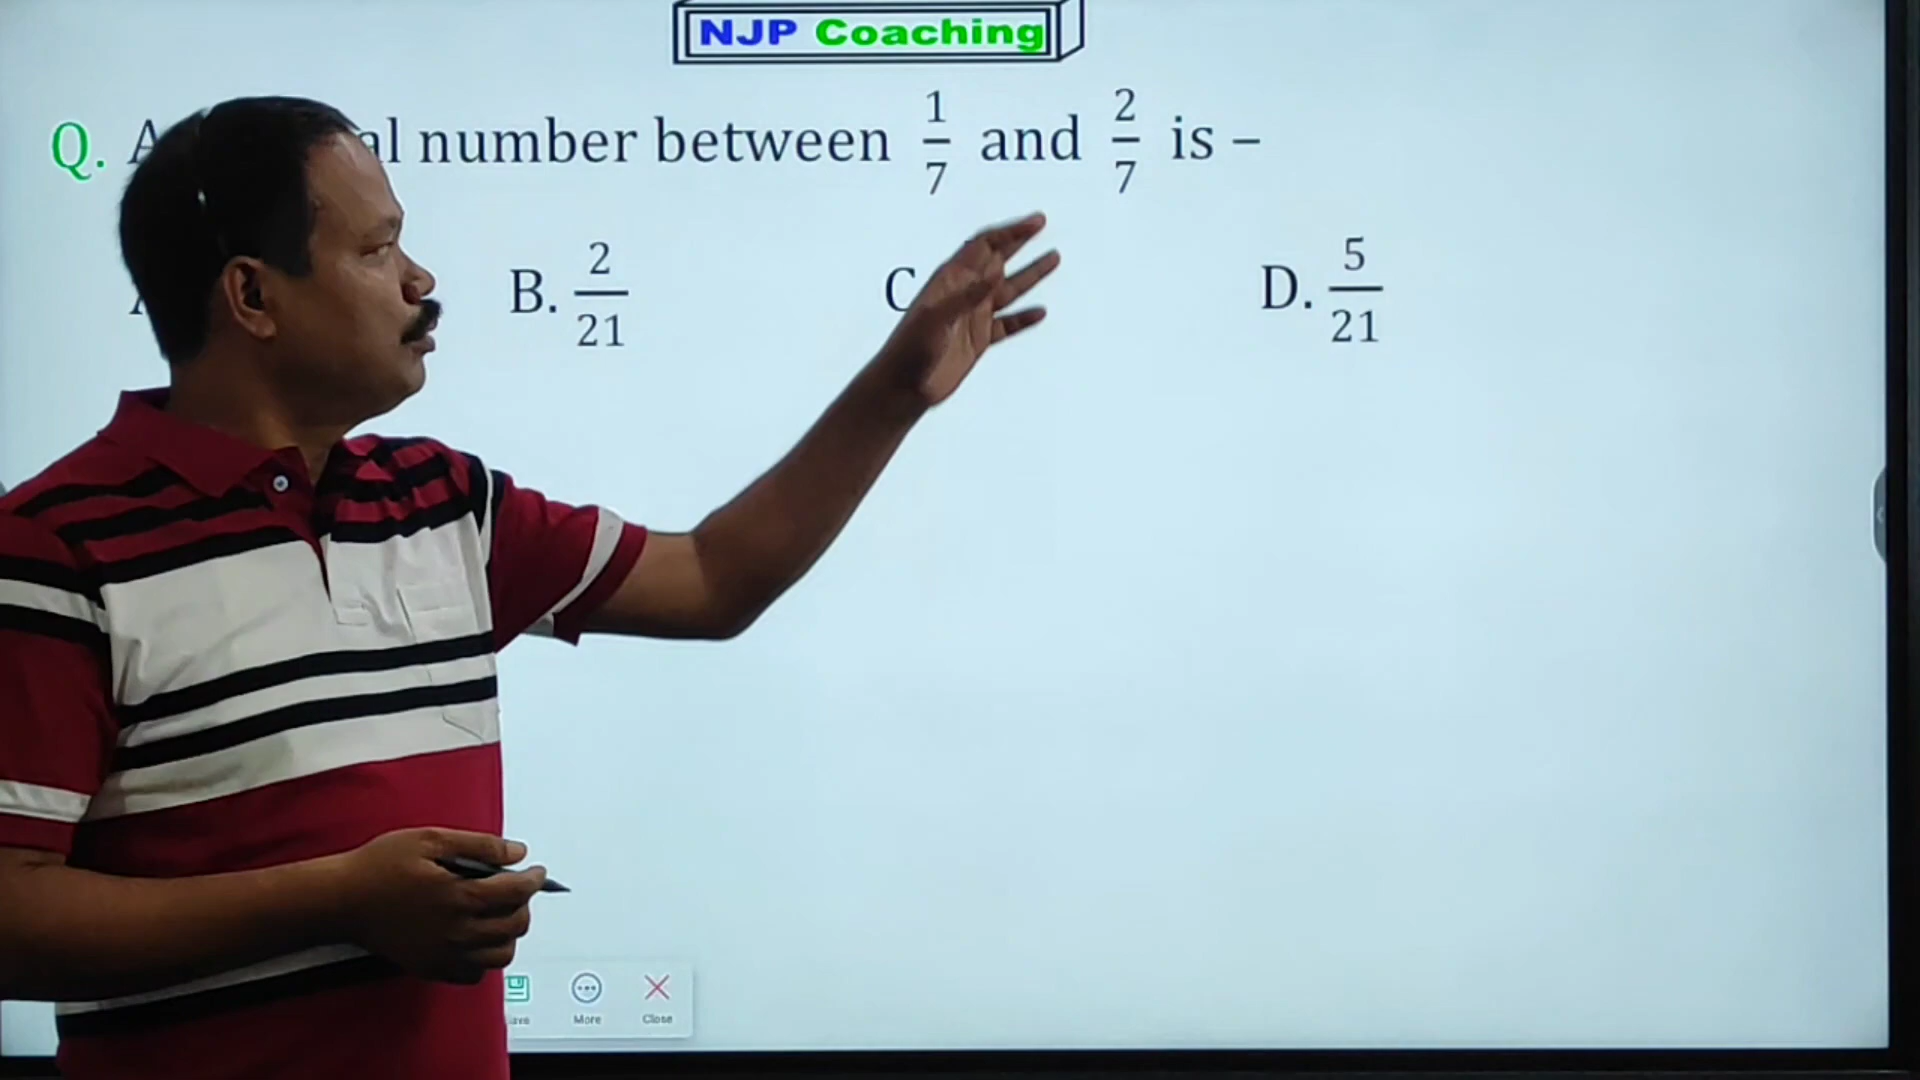 NJP Coaching
Q. A al number between 1/7 and 2/7 is –
B. 2/21 C D. 5/21
More Close